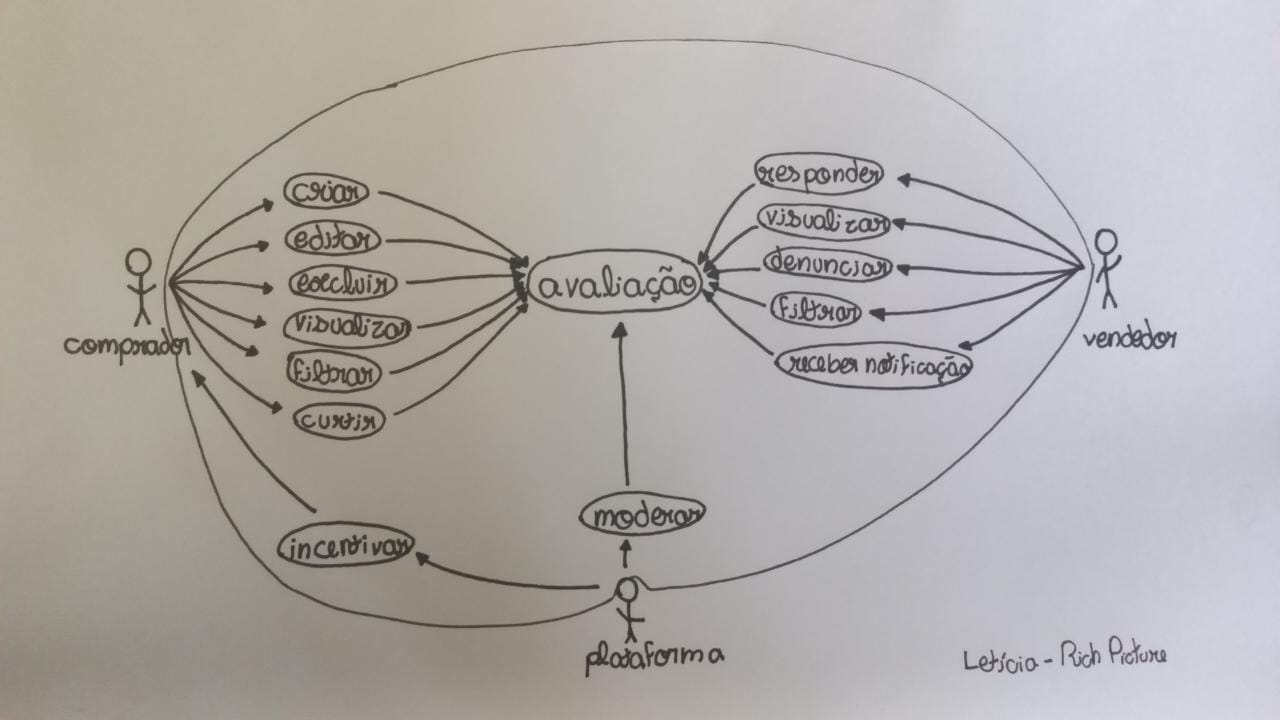 criar
editar
excluir
visualizar
filtrar
curtir
comprador
avaliação
responder
visualizar
denunciar
filtrar
receber notificação
vendedor
moderar
incentivar
plataforma
Letícia - Rich Picture